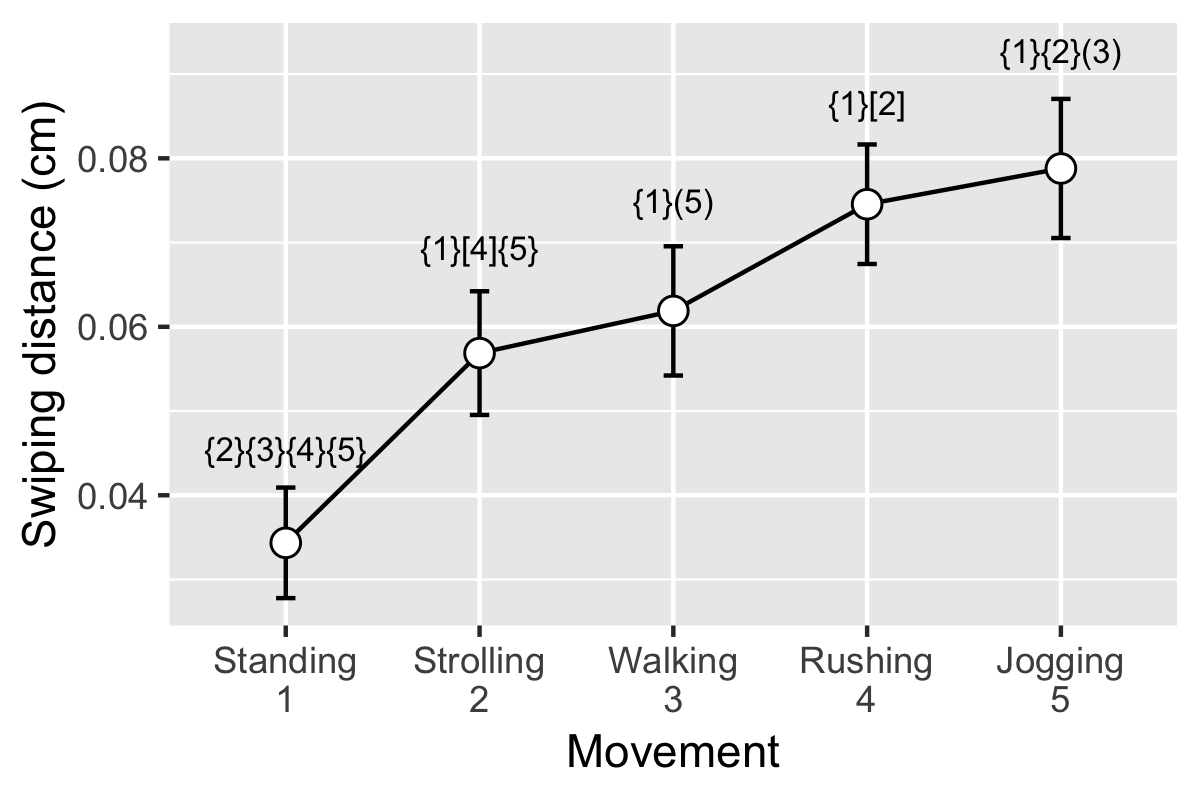 {1}{2}(3)
{1}[2]
{1}(5)
{1}[4]{5}
{2}{3}{4}{5}
Swiping distance (cm)
0.08
0.06
0.04
Standing Strolling Walking Rushing Jogging
1 2 3 4 5
Movement